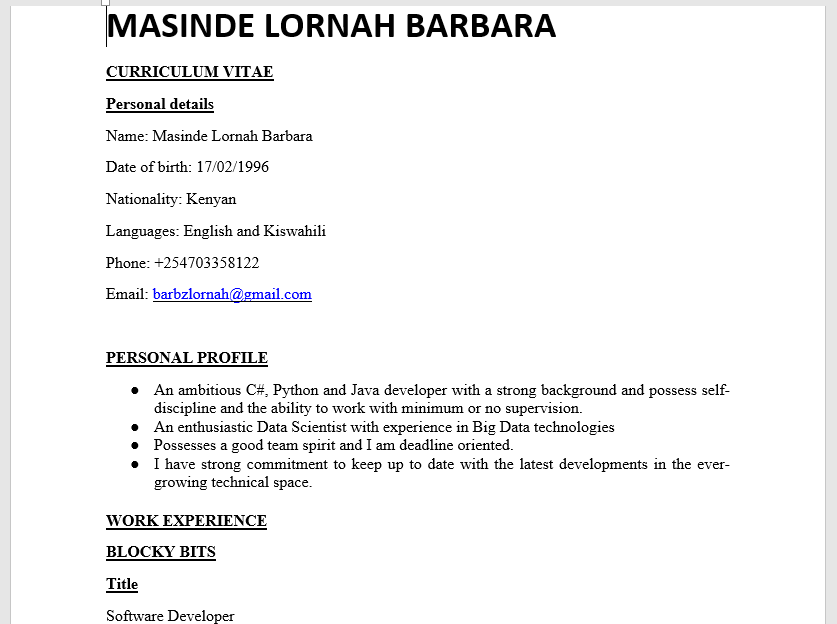 MASINDE LORNAH BARBARA
CURRICULUM VITAE
Personal details
Name: Masinde Lornah Barbara
Date of birth: 17/02/1996
Nationality: Kenyan
Languages: English and Kiswahili
Phone: +254703358122
Email: barbzlornah@gmail.com
PERSONAL PROFILE
● An ambitious C#, Python and Java developer with a strong background and possess self-
discipline and the ability to work with minimum or no supervision.
● An enthusiastic Data Scientist with experience in Big Data technologies
● Possesses a good team spirit and I am deadline oriented.
● I have strong commitment to keep up to date with the latest developments in the ever-
growing technical space.
WORK EXPERIENCE
BLOCKY BITS
Title
Software Developer